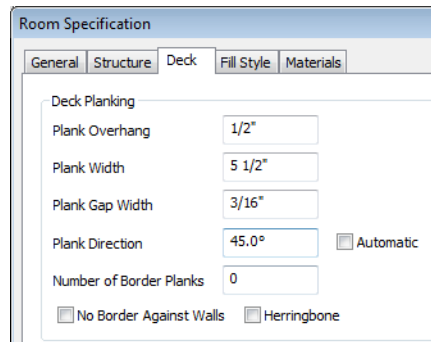 Room Specification
General Structure Deck Fill Style Materials
Deck Planking
Plank Overhang 1/2"
Plank Width 5 1/2"
Plank Gap Width 3/16"
Plank Direction 45.0° Automatic
Number of Border Planks 0
No Border Against Walls Herringbone